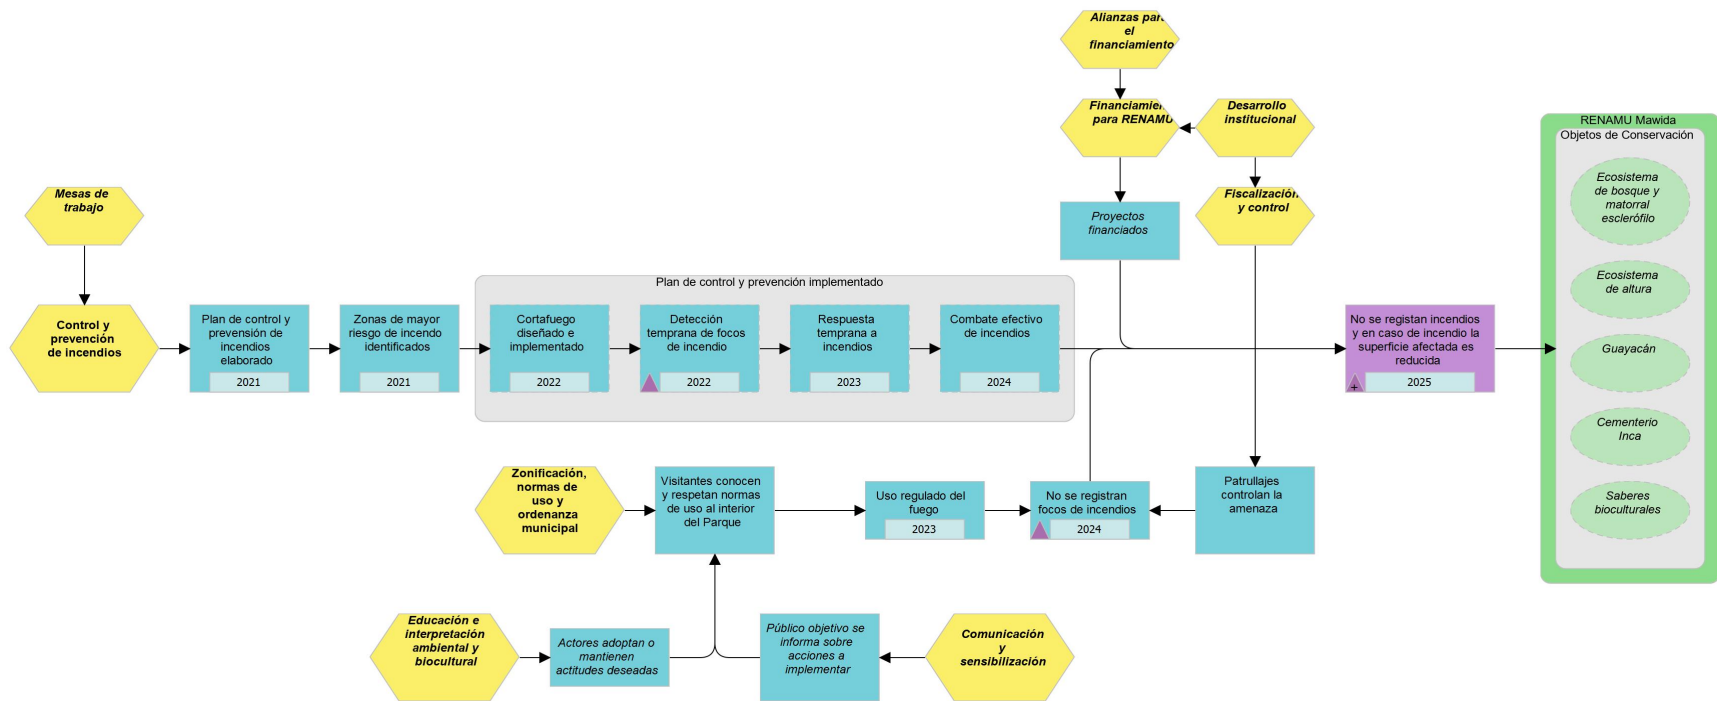 Alianzas para
el
financiamiento
Financiamien
para RENAMU
Desarrollo
institucional
RENAMU Mawida
Objetos de Conservación
Mesas de
trabajo
Fiscalización
y control
Proyectos
financiados
Ecosistema
de bosque y
matorral
esclerófilo
Ecosistema
de altura
Guayacán
Cementerio
Inca
Saberes
bioculturales
Plan de control y prevención implementado
Control y
prevención
de incendios
Plan de control y
prevensión de
incendios
elaborado
2021
Zonas de mayor
riesgo de incendo
identificados
2021
Cortafuego
diseñado e
implementado
2022
Detección
temprana de focos
de incendio
2022
Respuesta
temprana a
incendios
2023
Combate efectivo
de incendios
2024
No se registan incendios
y en caso de incendio la
superficie afectada es
reducida
+
2025
Zonificación,
normas de
uso y
ordenanza
municipal
Visitantes conocen
y respetan normas
de uso al interior
del Parque
Uso regulado del
fuego
2023
No se registran
focos de incendios
2024
Patrullajes
controlan la
amenaza
Educación e
interpretación
ambiental y
biocultural
Actores adoptan o
mantienen
actitudes deseadas
Público objetivo se
informa sobre
acciones a
implementar
Comunicación
y
sensibilización